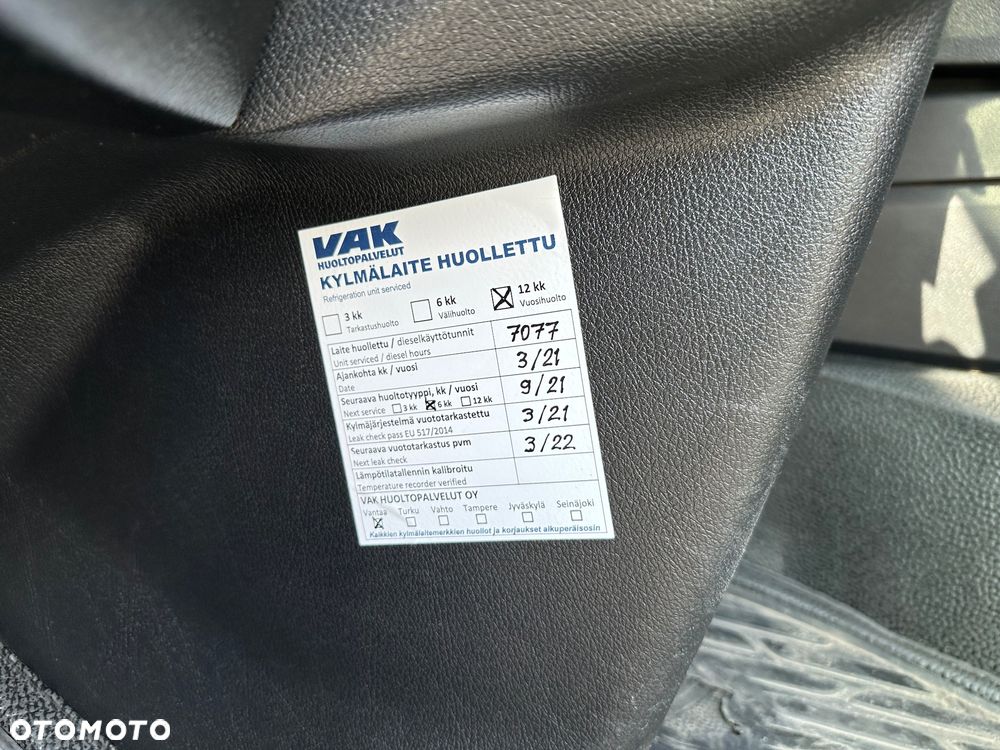 VAK
HUOLTOPALVELUT
KYLMÄLAITE HUOLLETTU
Refrigeration unit serviced
3 kk
Tarkastushuolto
6 kk
Välihuolto
12 kk
Vuosihuolto
Laite huollettu / dieselkäyttötunnit
Unit serviced / diesel hours
7077
Ajankohta kk / vuosi
Date
3/21
Seuraava huoltotyyppi, kk / vuosi
Next service 3 kk 6 kk 12 kk
9/21
Kylmäjärjestelmä vuototarkastettu
Leak check pass EU 517/2014
3/21
Seuraava vuototarkastus pvm
Next leak check
3/22
Lämpötilatallennin kalibroitu
Temperature recorder verified
VAK HUOLTOPALVELUT OY
Vantaa Turku Vahto Tampere Jyväskylä Seinäjoki
Kaikkien kylmälaitemerkkien huollot ja korjaukset alkuperäisosin
OTOMOTO